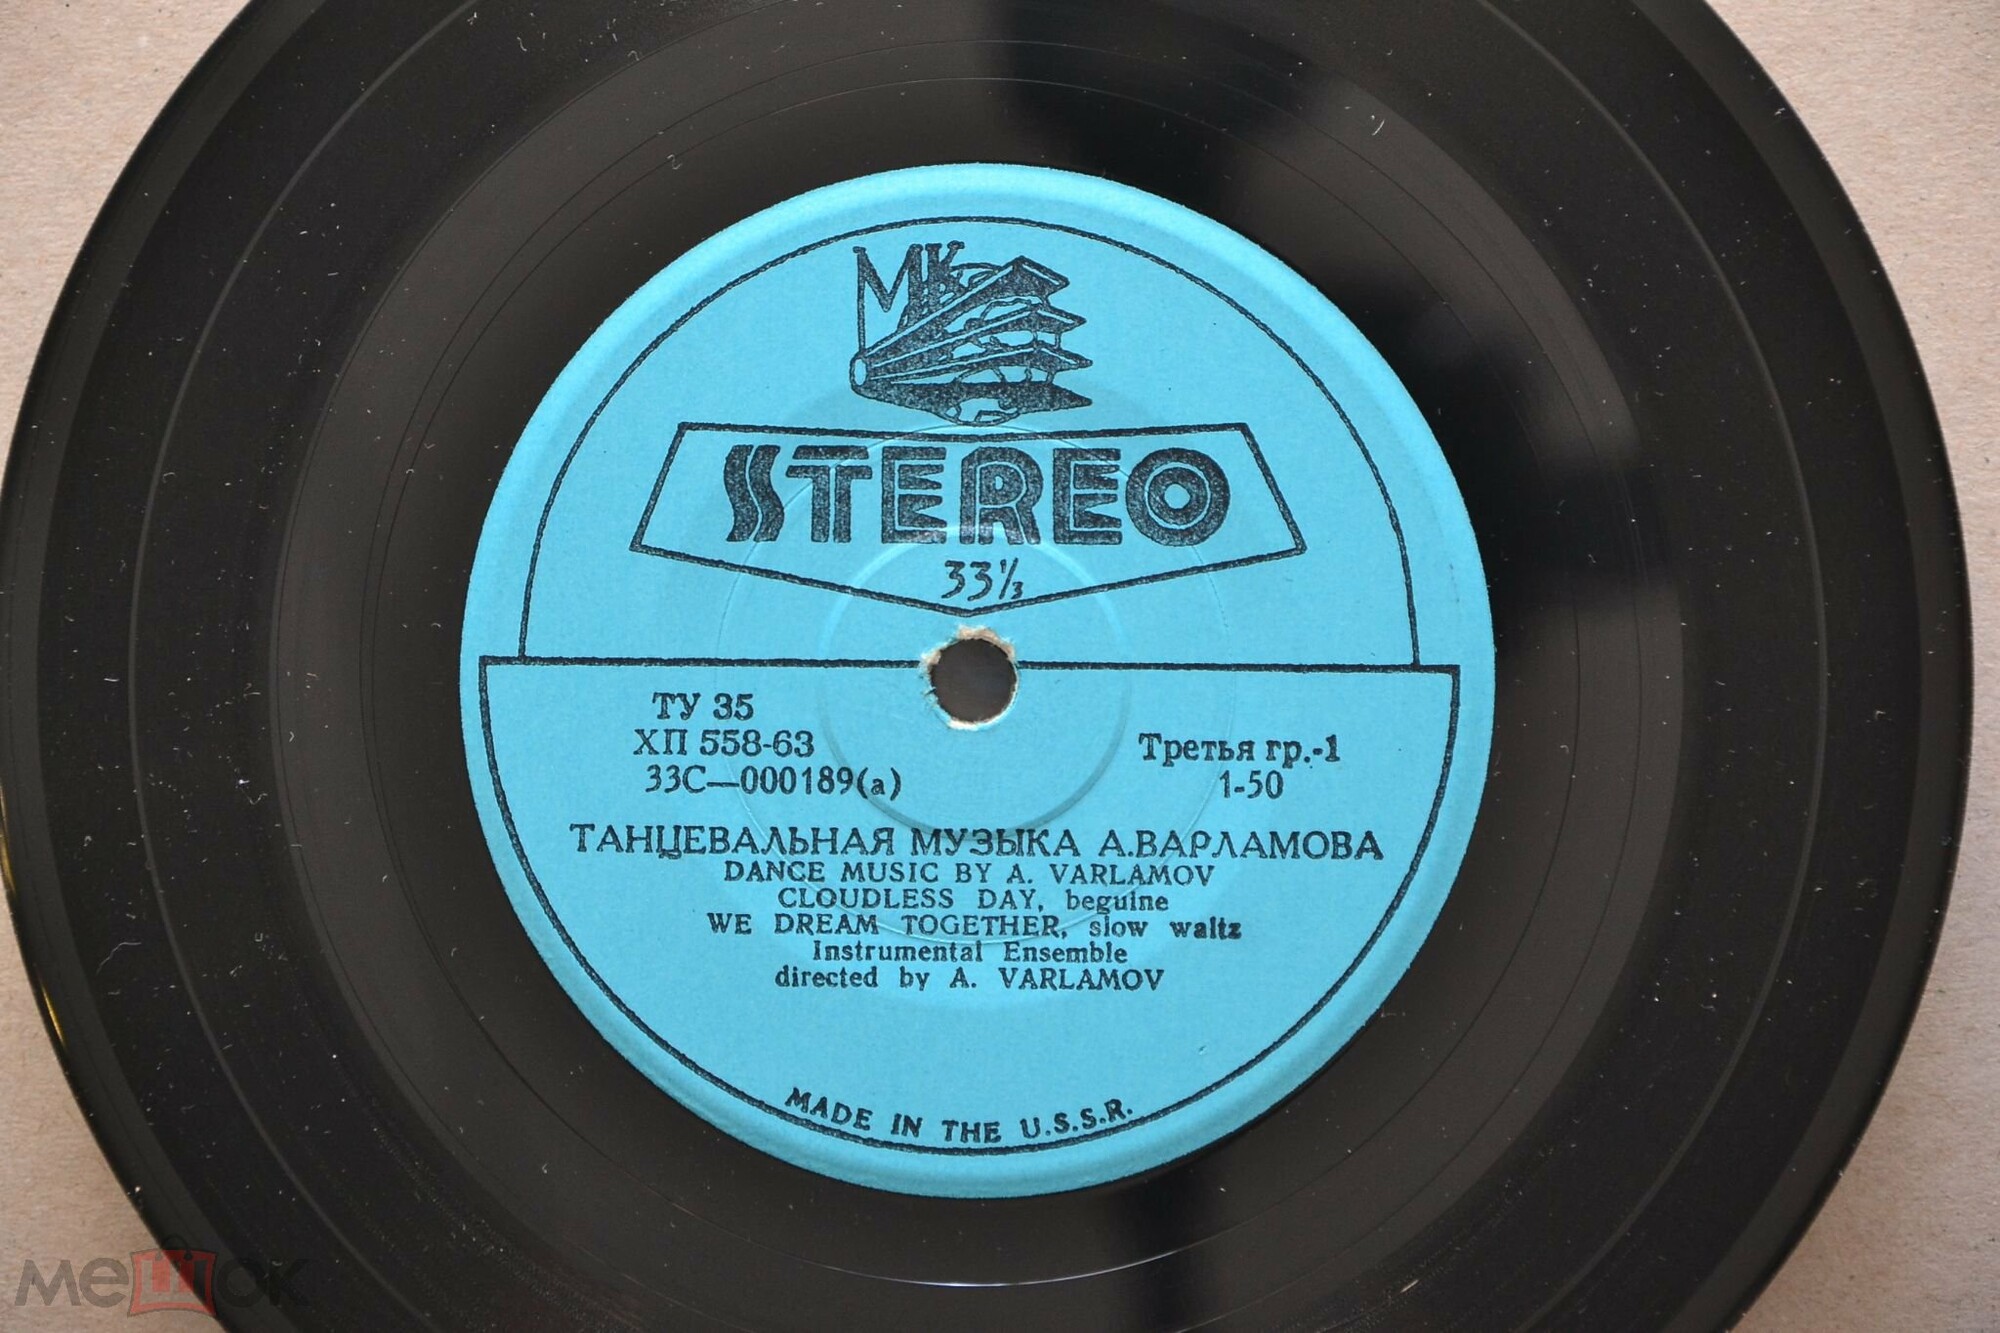 МК
STEREO
33⅓
ТУ 35
ХП 558-63
33С—000189(а)
Третья гр.-1
1-50
ТАНЦЕВАЛЬНАЯ МУЗЫКА А.ВАРЛАМОВА
DANCE MUSIC BY A. VARLAMOV
CLOUDLESS DAY, beguine
WE DREAM TOGETHER, slow waltz
Instrumental Ensemble
directed by A. VARLAMOV
MADE IN THE U.S.S.R.
мешок